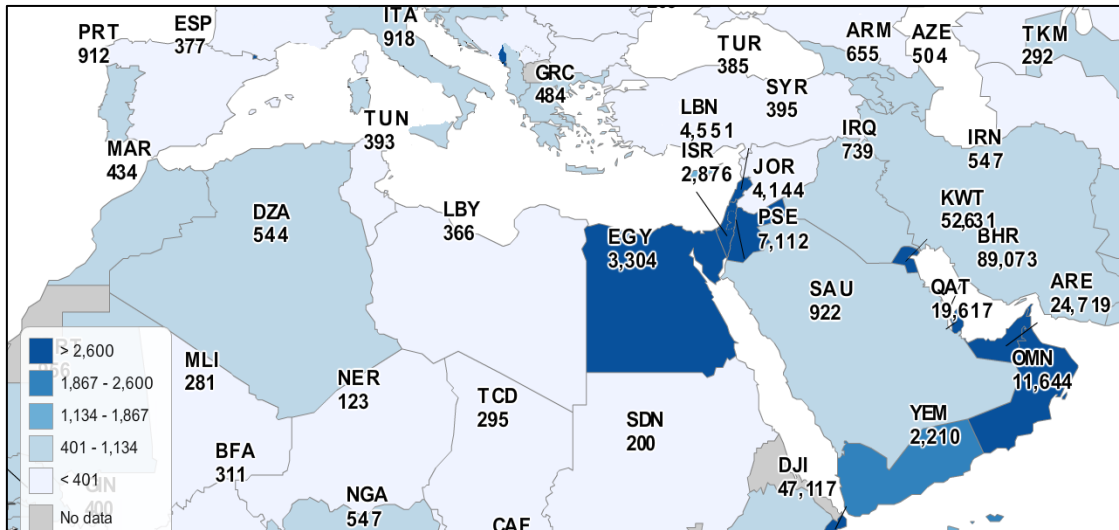 ITA
918
ESP
377
PRT
912
TUR
385
ARM
655
AZE
504
TKM
292
GRC
484
SYR
395
LBN
4,551
TUN
393
ISR
2,876
IRQ
739
IRN
547
MAR
434
JOR
4,144
DZA
544
LBY
366
KWT
52,631
PSE
7,112
EGY
3,304
BHR
89,073
ARE
24,719
SAU
922
QAT
19,617
MLI
281
NER
123
TCD
295
OMN
11,644
SDN
200
YEM
2,210
BFA
311
DJI
47,117
NGA
547
CAF
GIN
400
> 2,600
1,867 - 2,600
1,134 - 1,867
401 - 1,134
< 401
No data